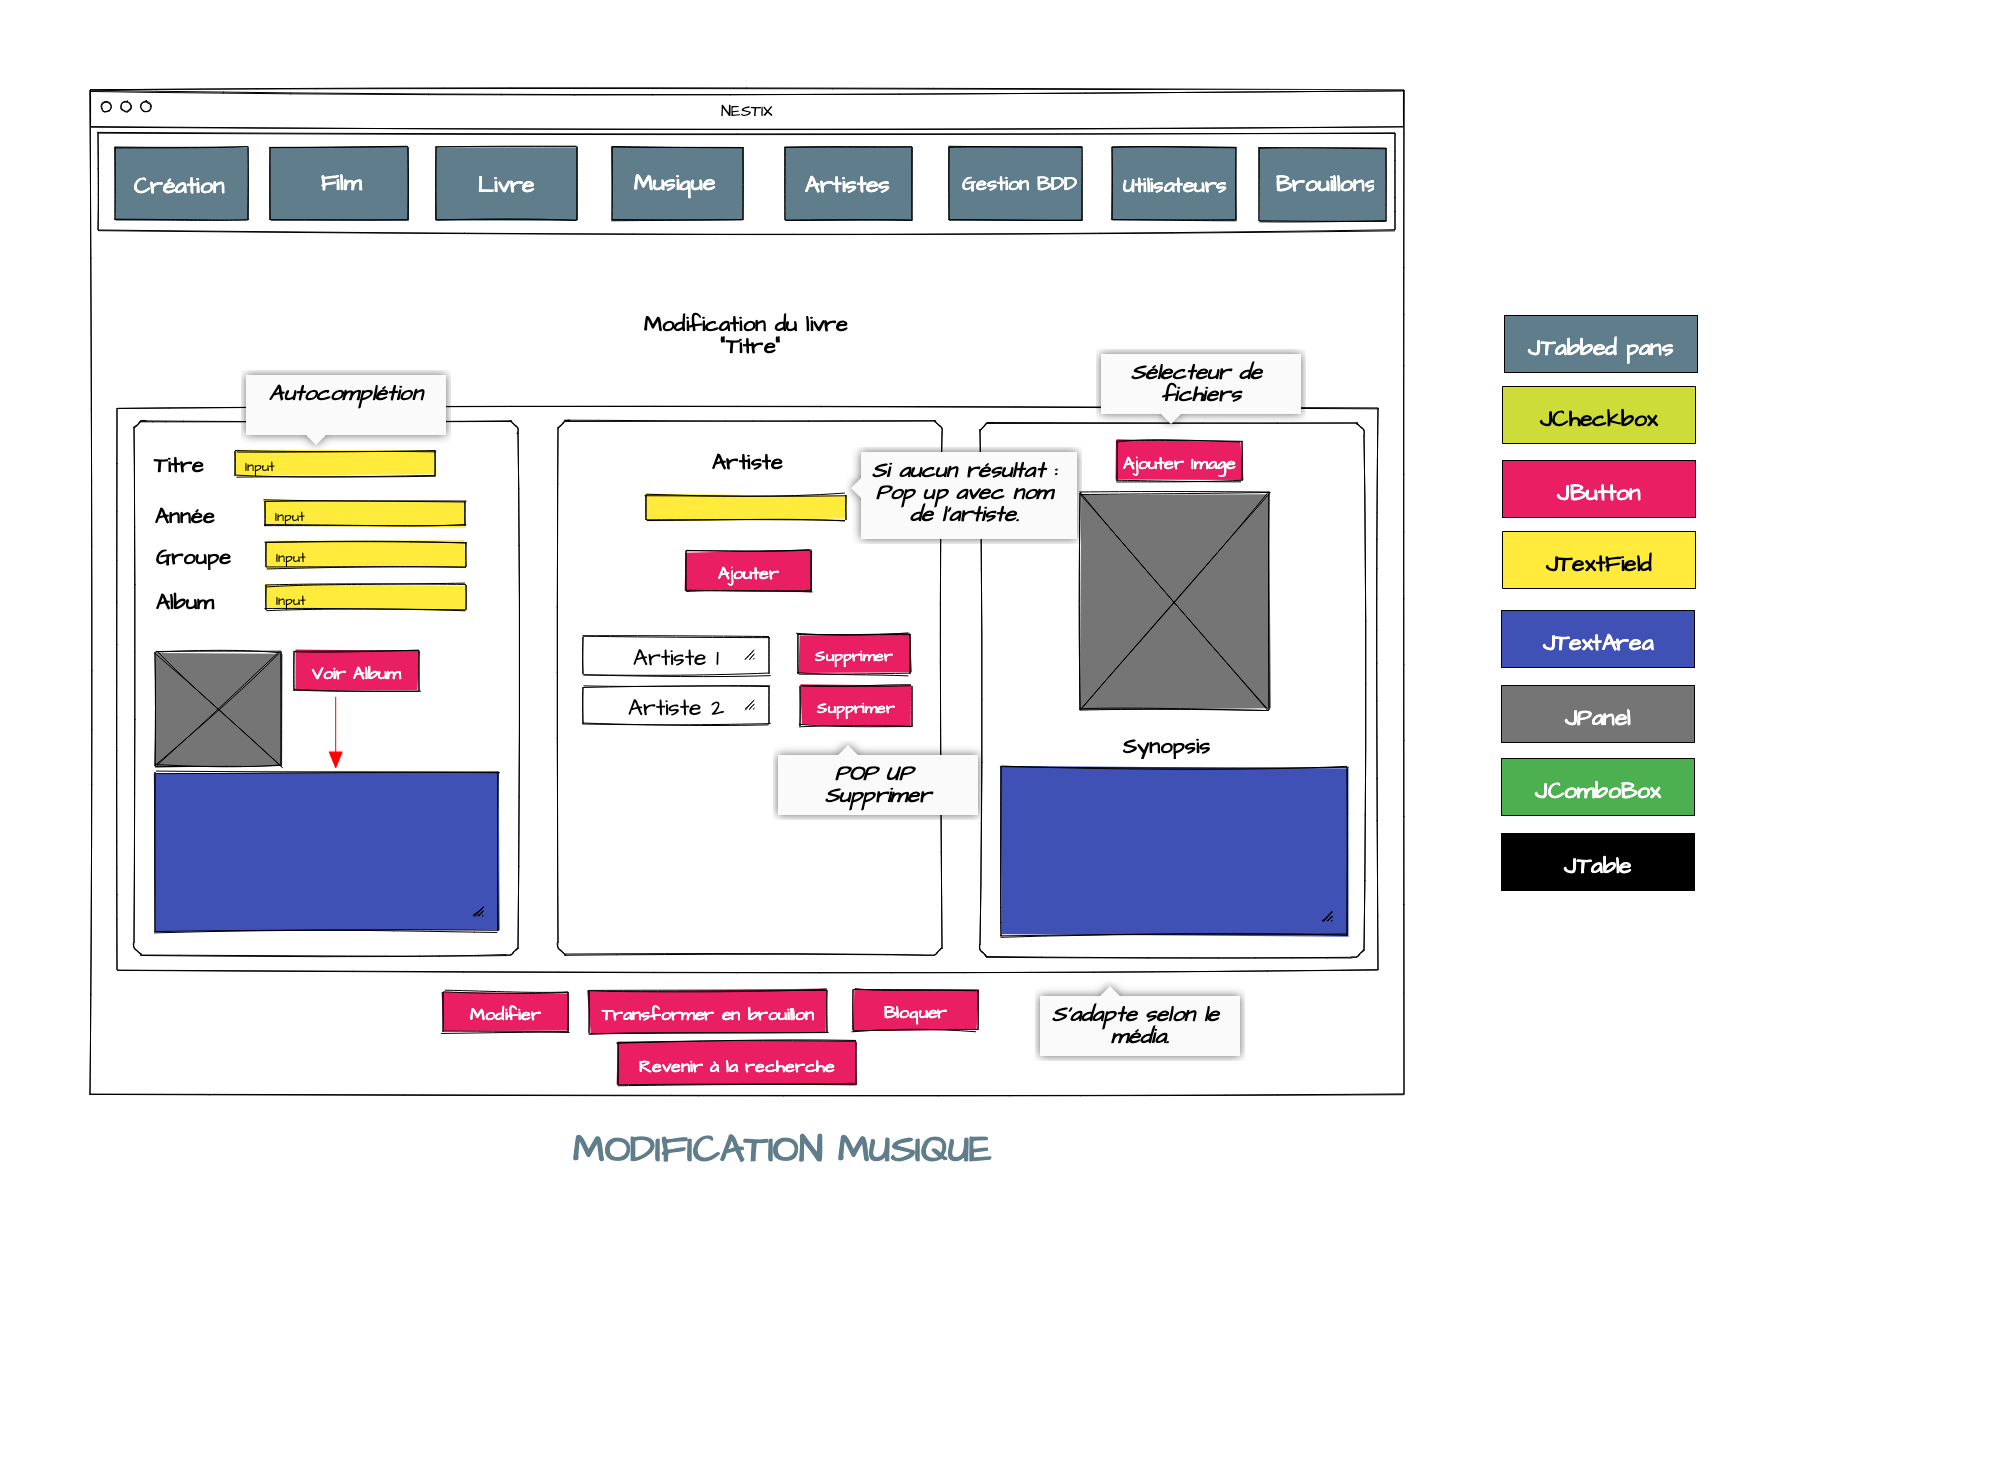 NESTIX
Création
Film
Livre
Musique
Artistes
Gestion BDD
Utilisateurs
Brouillons
Modification du livre
"Titre"
Autocomplétion
Titre
Input
Année
Input
Groupe
Input
Album
Input
Voir Album
Artiste
Si aucun résultat :
Pop up avec nom
de l'artiste.
Ajouter
Artiste 1
Supprimer
Artiste 2
Supprimer
POP UP
Supprimer
Sélecteur de
fichiers
Ajouter Image
Synopsis
Modifier
Transformer en brouillon
Bloquer
Revenir à la recherche
S'adapte selon le
média.
MODIFICATION MUSIQUE
JTabbed pans
JCheckbox
JButton
JTextField
JTextArea
JPanel
JComboBox
JTable